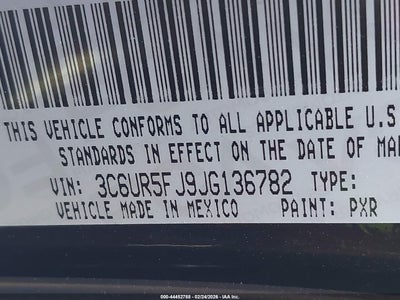 THIS VEHICLE CONFORMS TO ALL APPLICABLE U.S
STANDARDS IN EFFECT ON THE DATE OF MA
VIN: 3C6UR5FJ9JG136782 TYPE:
VEHICLE MADE IN MEXICO PAINT: PXR
000-44452768 - 02/24/2026 - IAA Inc.